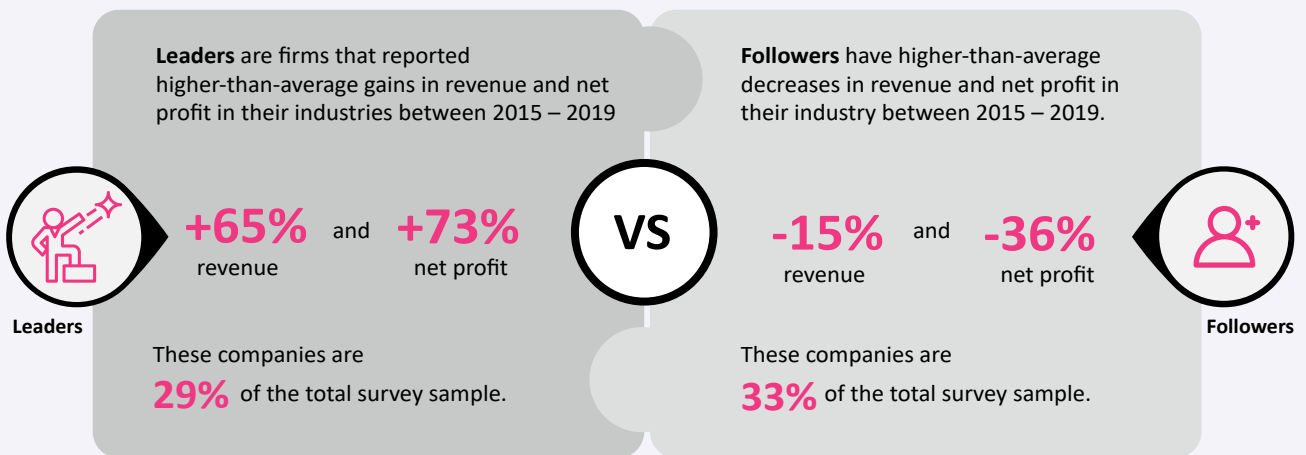 Leaders are firms that reported
higher-than-average gains in revenue and net
profit in their industries between 2015 – 2019
+65% and +73%
revenue net profit
Leaders
These companies are
29% of the total survey sample.
VS
Followers have higher-than-average
decreases in revenue and net profit in
their industry between 2015 – 2019.
-15% and -36%
revenue net profit
Followers
These companies are
33% of the total survey sample.